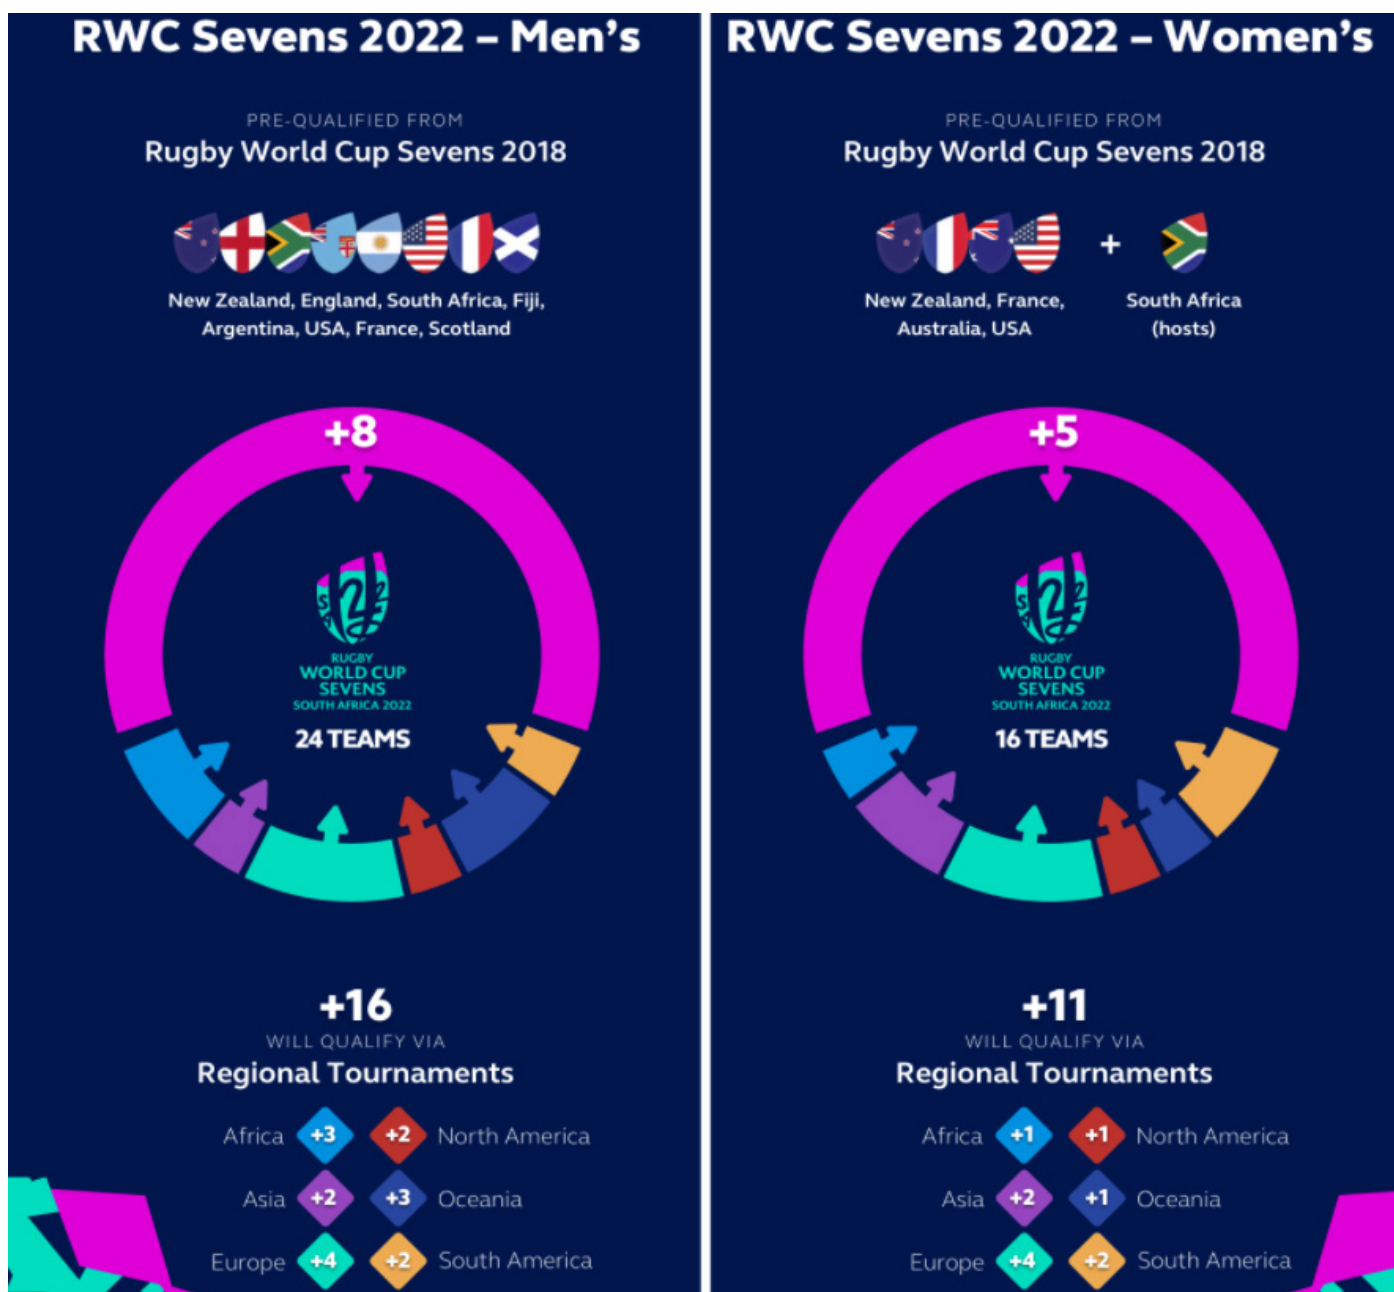 RWC Sevens 2022 – Men's
PRE-QUALIFIED FROM
Rugby World Cup Sevens 2018
New Zealand, England, South Africa, Fiji,
Argentina, USA, France, Scotland
+8
RUGBY
WORLD CUP
SEVENS
SOUTH AFRICA 2022
24 TEAMS
+16
WILL QUALIFY VIA
Regional Tournaments
Africa +3 +2 North America
Asia +2 +3 Oceania
Europe +4 +2 South America
RWC Sevens 2022 – Women's
PRE-QUALIFIED FROM
Rugby World Cup Sevens 2018
+
New Zealand, France,
Australia, USA
South Africa
(hosts)
+5
RUGBY
WORLD CUP
SEVENS
SOUTH AFRICA 2022
16 TEAMS
+11
WILL QUALIFY VIA
Regional Tournaments
Africa +1 +1 North America
Asia +2 +1 Oceania
Europe +4 +2 South America